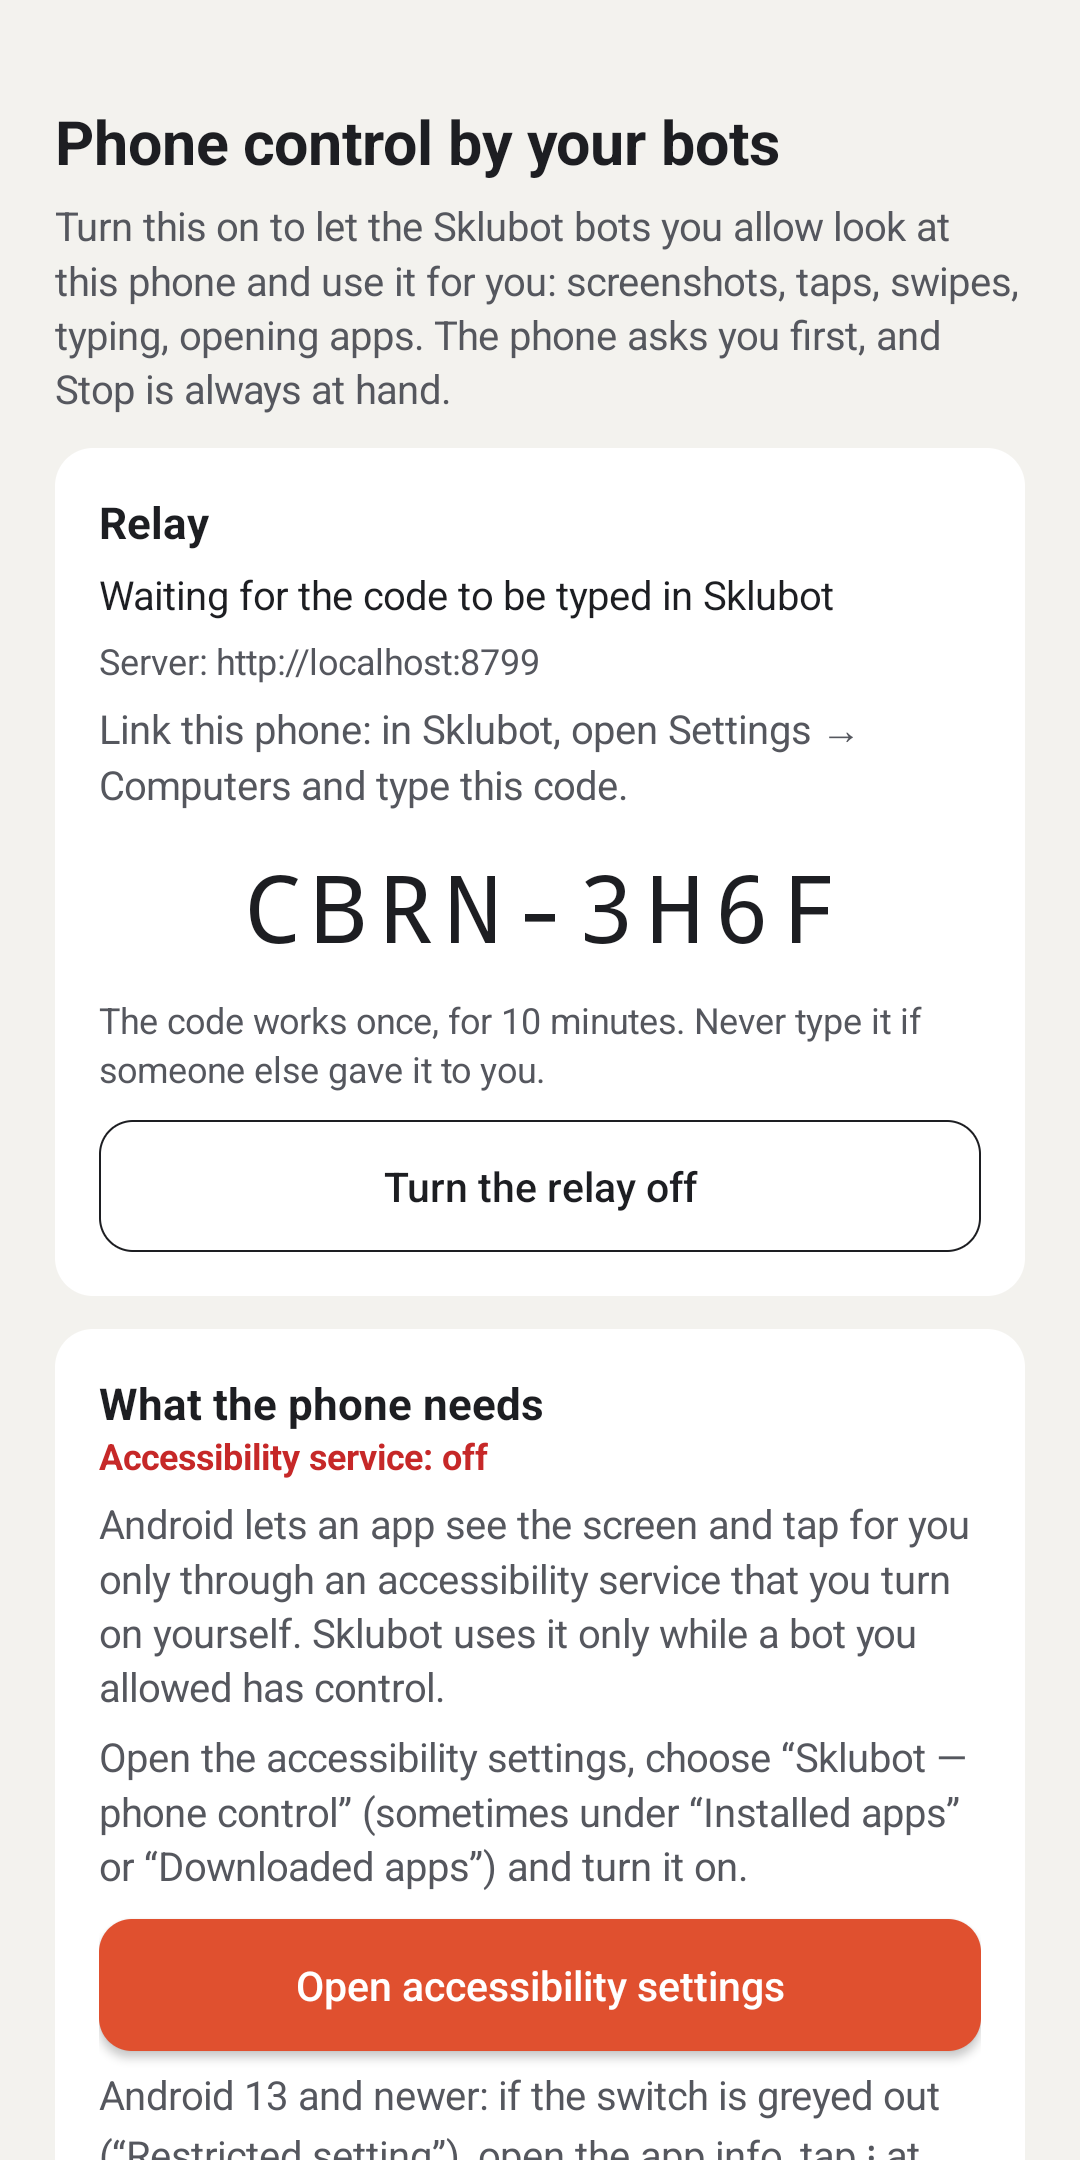 Phone control by your bots
Turn this on to let the Sklubot bots you allow look at
this phone and use it for you: screenshots, taps, swipes,
typing, opening apps. The phone asks you first, and
Stop is always at hand.
Relay
Waiting for the code to be typed in Sklubot
Server: http://localhost:8799
Link this phone: in Sklubot, open Settings →
Computers and type this code.
CBRN-3H6F
The code works once, for 10 minutes. Never type it if
someone else gave it to you.
Turn the relay off
What the phone needs
Accessibility service: off
Android lets an app see the screen and tap for you
only through an accessibility service that you turn
on yourself. Sklubot uses it only while a bot you
allowed has control.
Open the accessibility settings, choose “Sklubot —
phone control” (sometimes under “Installed apps”
or “Downloaded apps”) and turn it on.
Open accessibility settings
Android 13 and newer: if the switch is greyed out
(“Restricted setting”), open the app info, tap ⋮ at